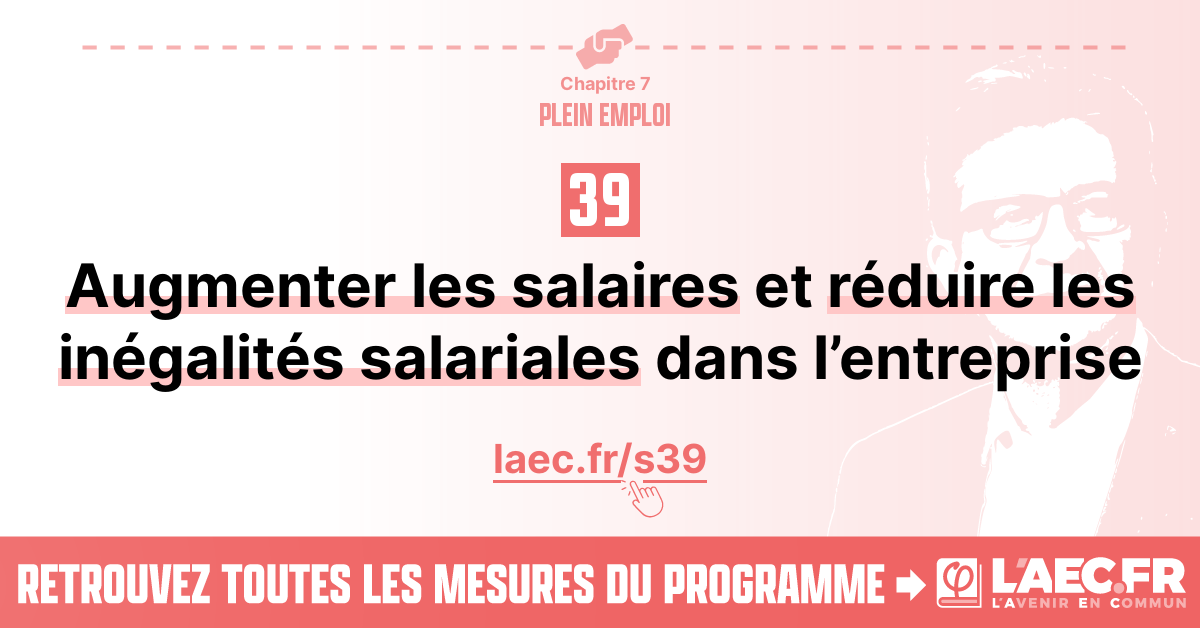 Chapitre 7
PLEIN EMPLOI
39
Augmenter les salaires et réduire les
inégalités salariales dans l’entreprise
laec.fr/s39
RETROUVEZ TOUTES LES MESURES DU PROGRAMME
φ L'AEC.FR
L'AVENIR EN COMMUN